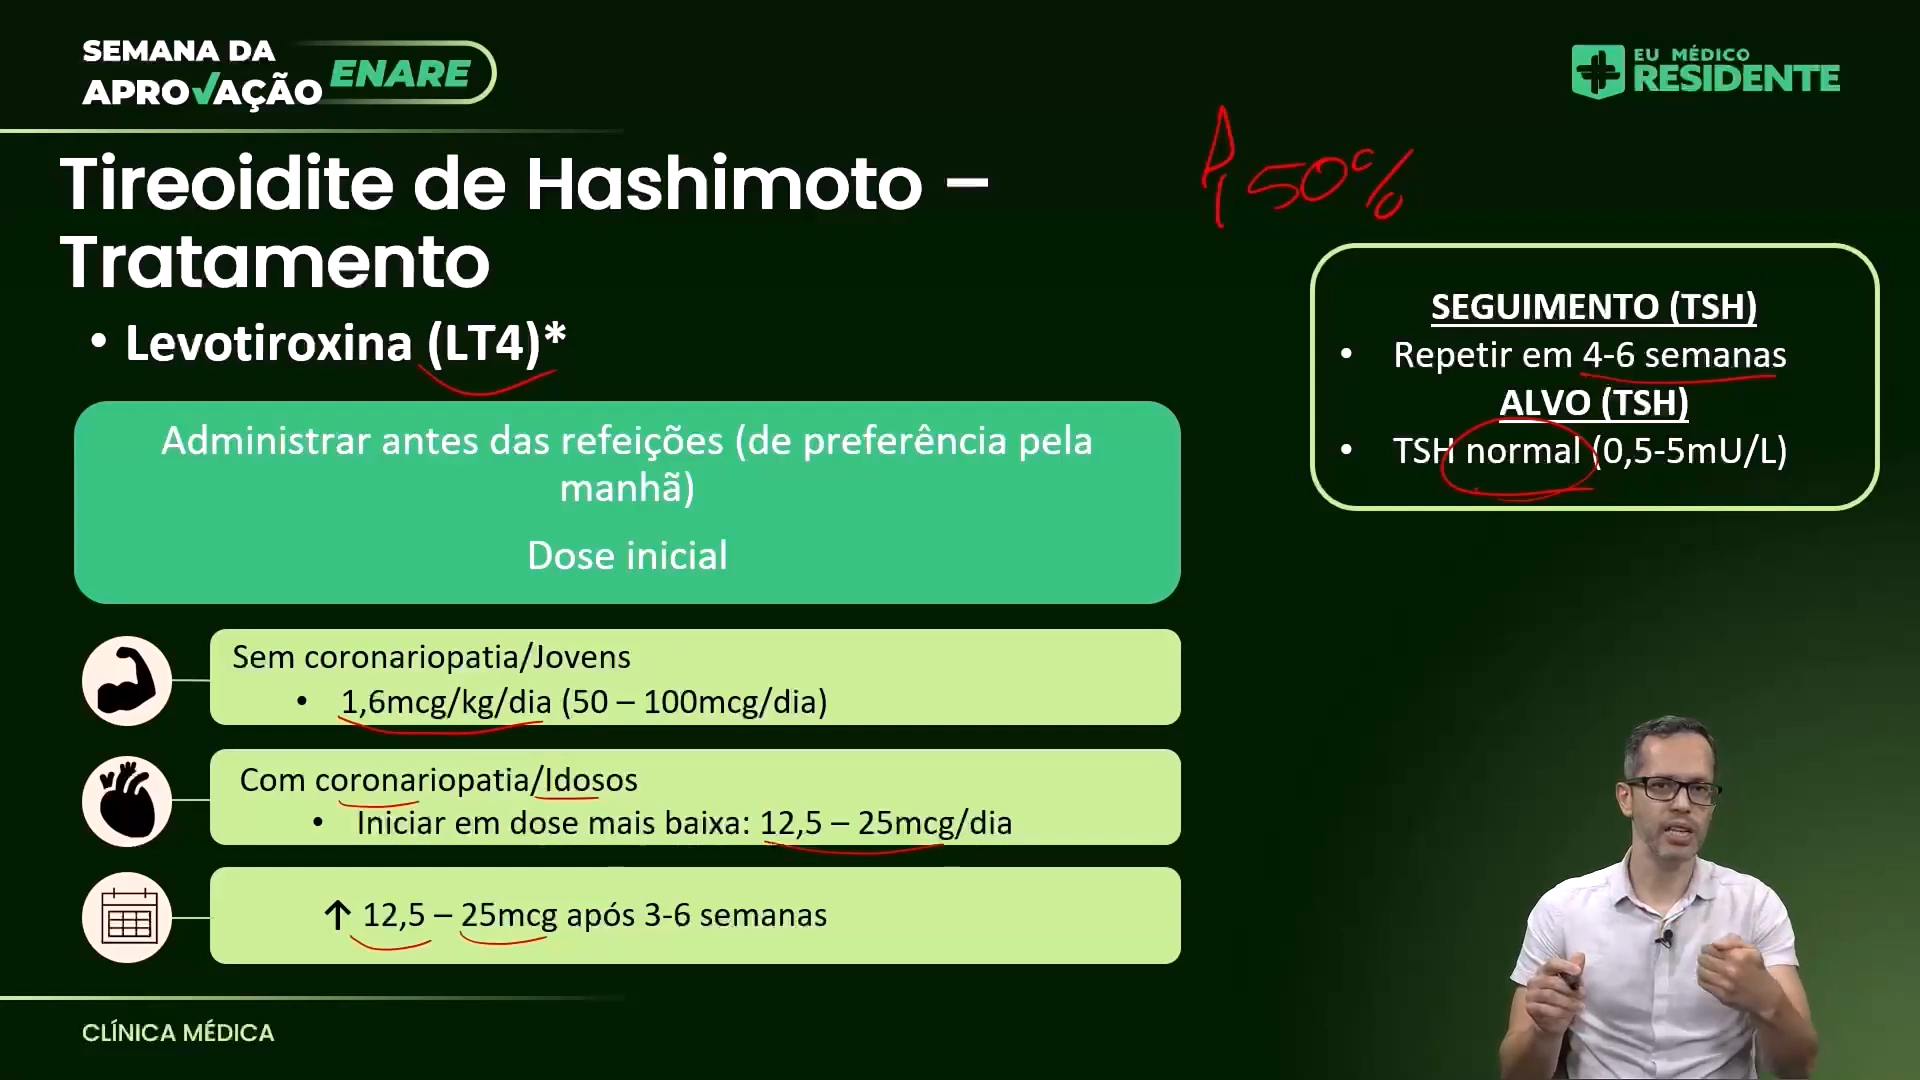 SEMANA DA
APROVAÇÃO ENARE
EU MÉDICO
RESIDENTE
Tireoidite de Hashimoto –
Tratamento
↑ 50%
• Levotiroxina (LT4)*
Administrar antes das refeições (de preferência pela
manhã)
Dose inicial
Sem coronariopatia/Jovens
• 1,6mcg/kg/dia (50 – 100mcg/dia)
Com coronariopatia/Idosos
• Iniciar em dose mais baixa: 12,5 – 25mcg/dia
↑ 12,5 – 25mcg após 3-6 semanas
SEGUIMENTO (TSH)
• Repetir em 4-6 semanas
ALVO (TSH)
• TSH normal (0,5-5mU/L)
CLÍNICA MÉDICA